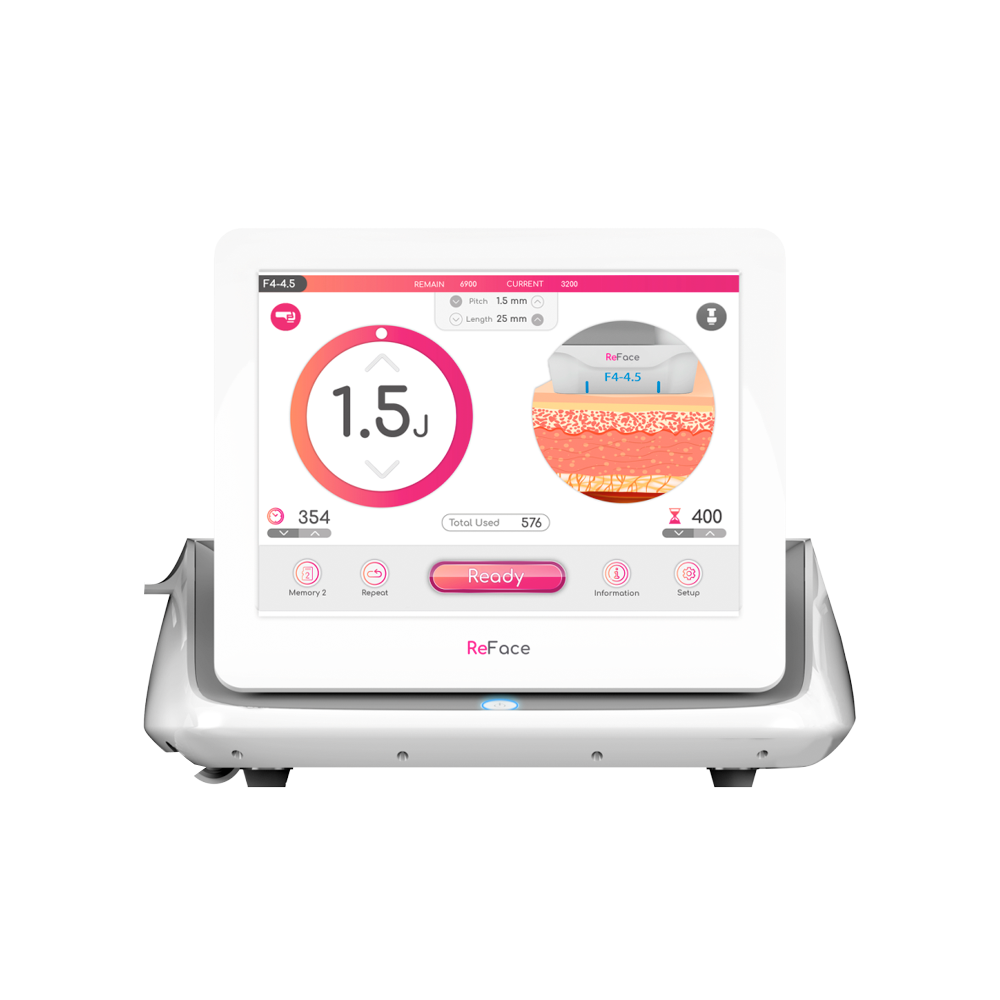 F4-4.5
REMAIN 6900 CURRENT 3200
Pitch 1.5 mm
Length 25 mm
1.5J
ReFace
F4-4.5
354
Total Used 576
400
2
Memory 2
Repeat
Ready
Information
Setup
ReFace